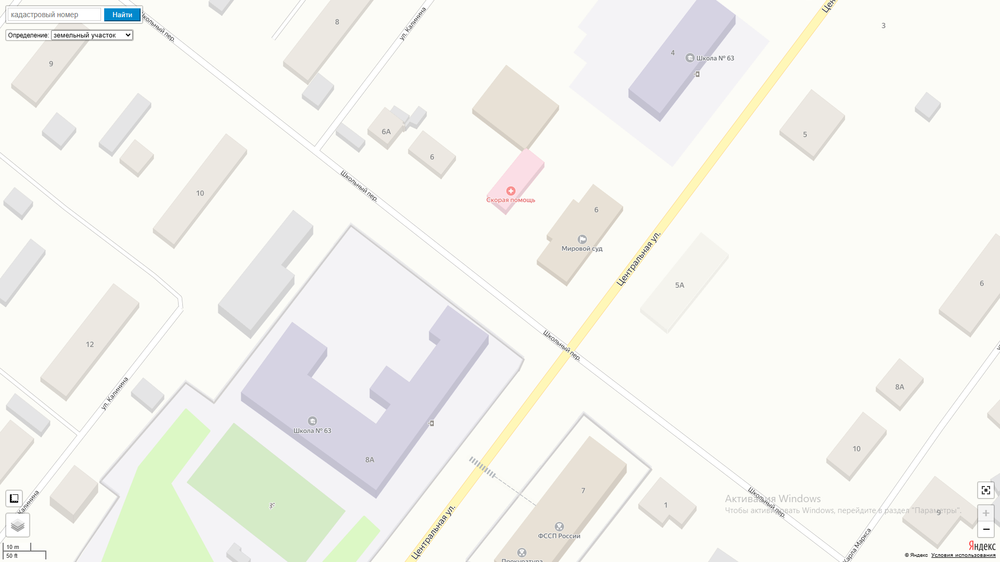 кадастровый номер
Найти
Определение: земельный участок
Школьный пер.
8
ул. Калинина
Цен
3
9
4
Школа № 63
6А
6
5
10
Школьный пер.
Скорая помощь
6
Мировой суд
Центральная ул.
5А
6
12
Школьный пер.
ул. Калинина
8А
Школа № 63
8А
10
7
1
Калинина
Школьный пер.
9
Активация Windows
Чтобы активировать Windows, перейдите в раздел "Параметры".
Центральная ул.
ФССП России
Прокуратура
Карла Маркса
10 m
50 ft
Яндекс
© Яндекс Условия использования